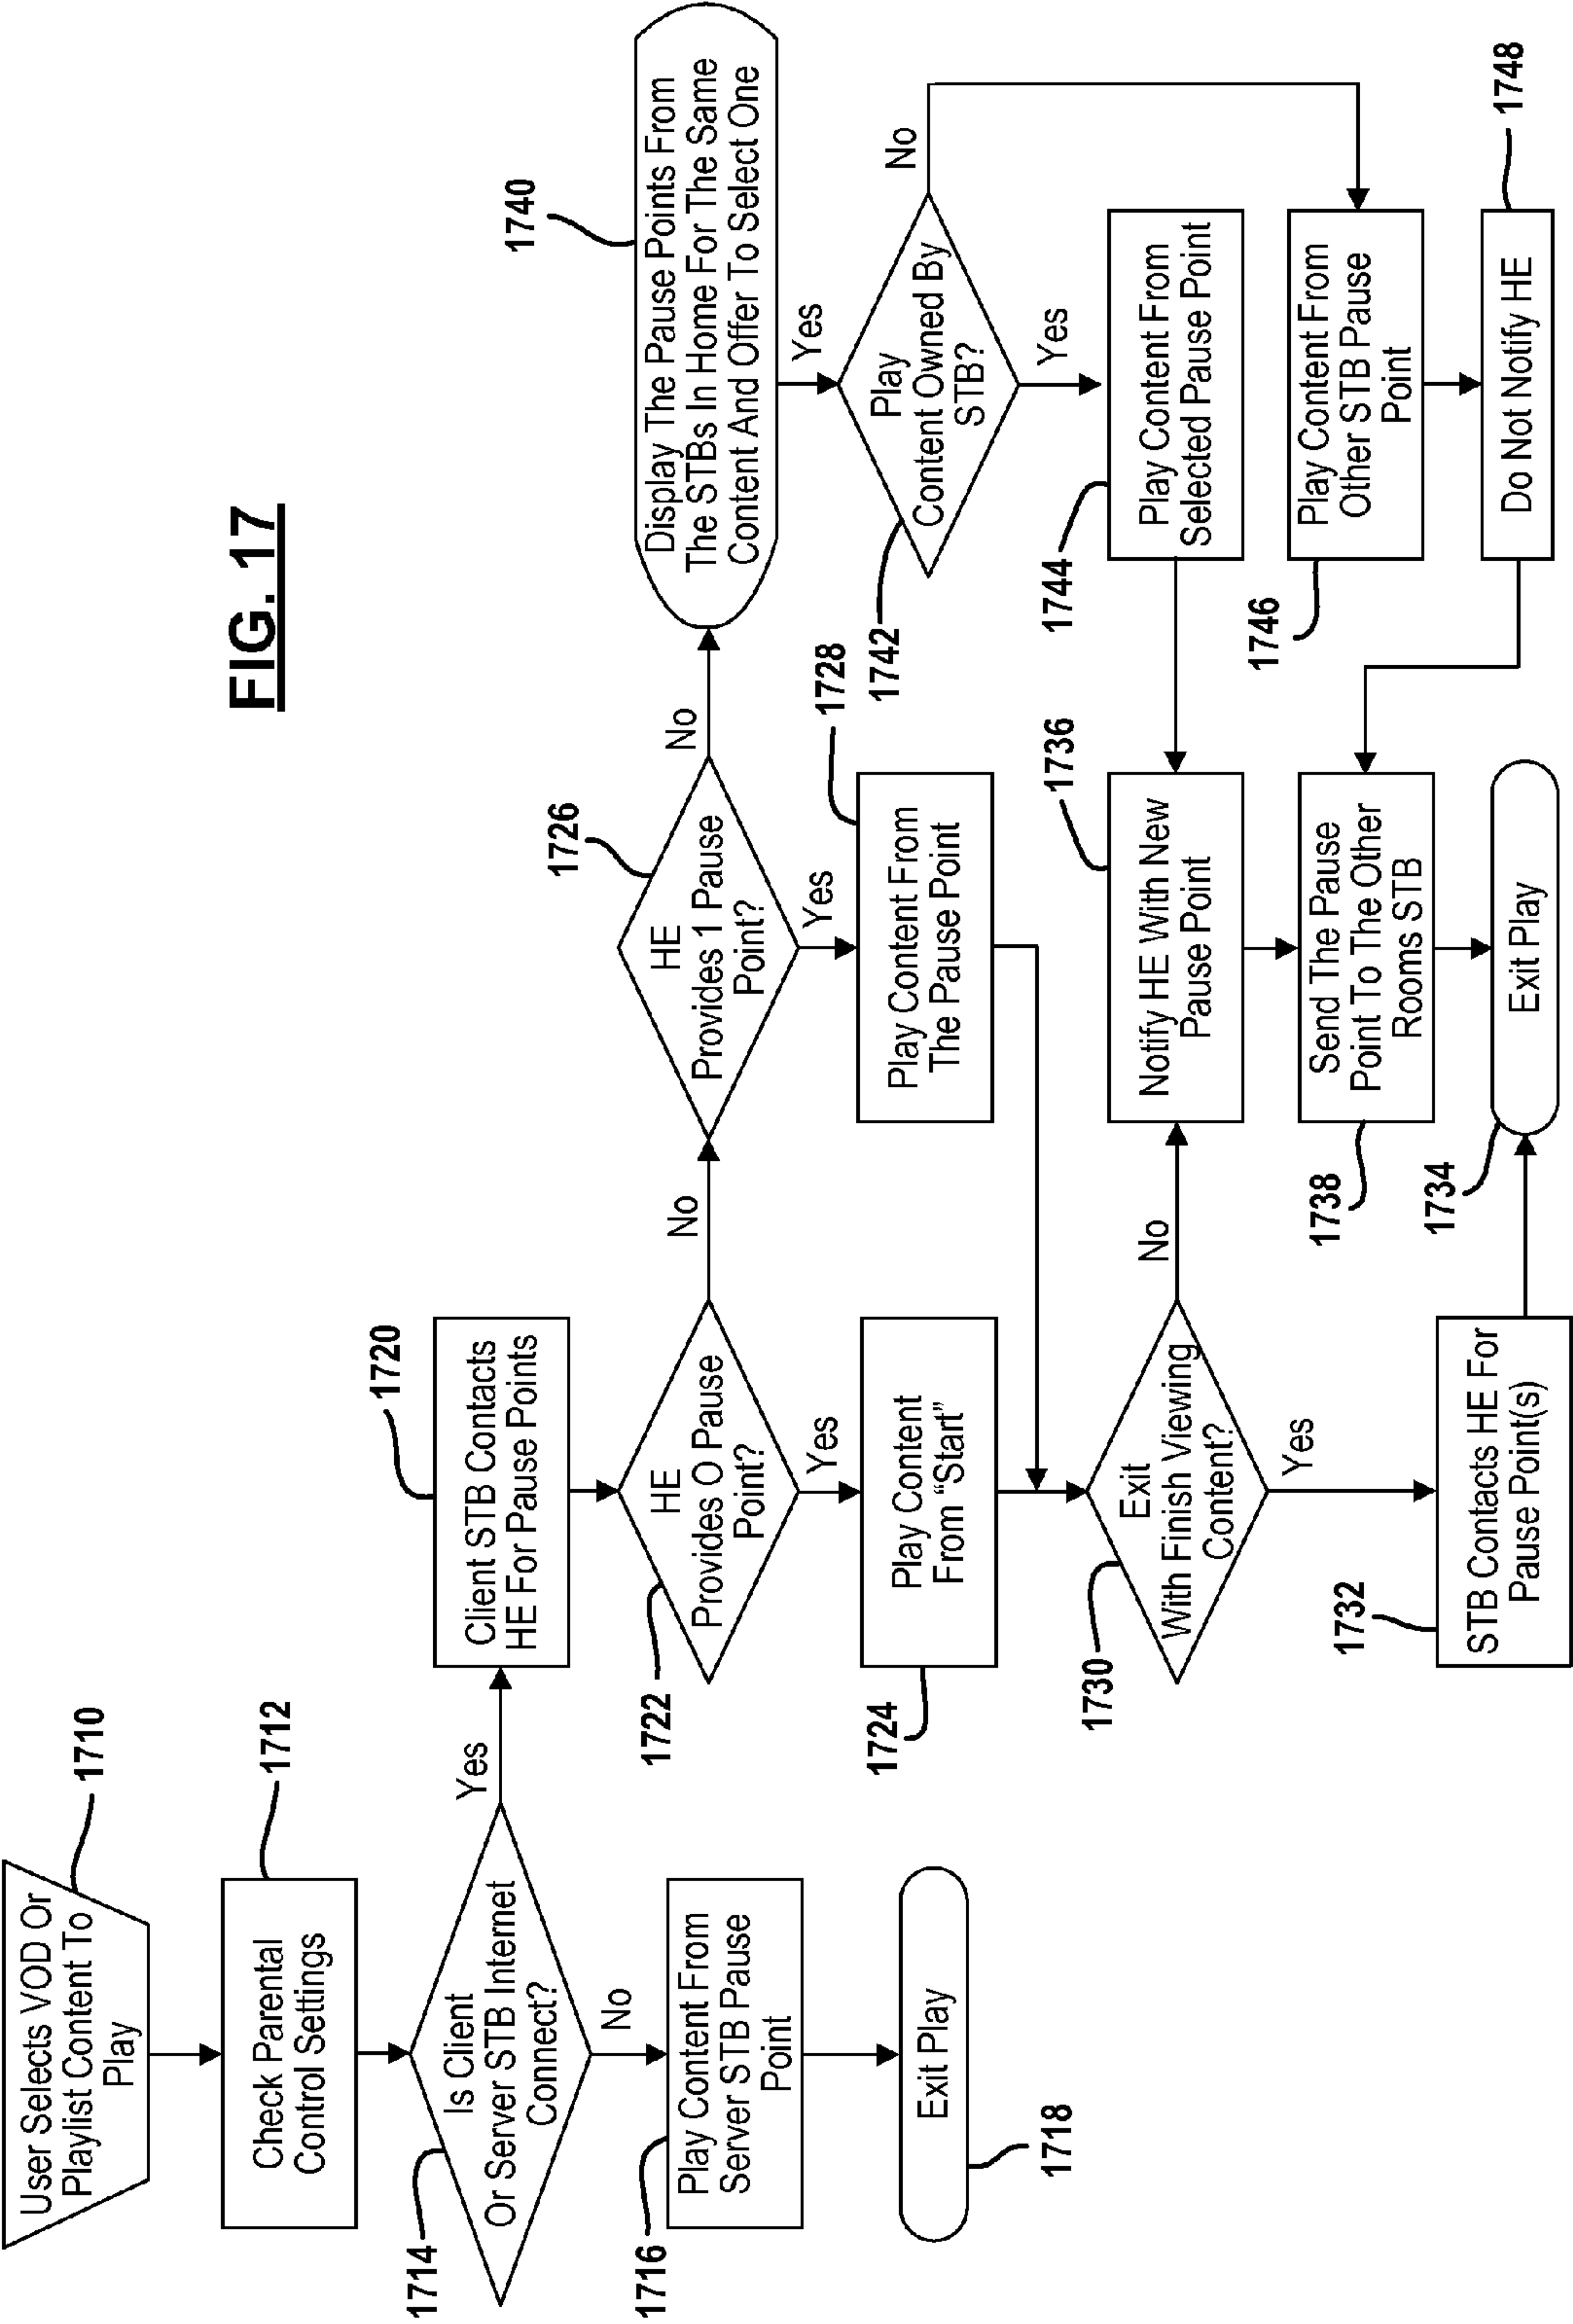 FIG. 17
1710
User Selects VOD Or
Playlist Content To
Play
1712
Check Parental
Control Settings
1714
Is Client
Or Server STB Internet
Connect?
Yes
No
1716
Play Content From
Server STB Pause
Point
Exit Play
1718
1720
Client STB Contacts
HE For Pause Points
1722
HE
Provides O Pause
Point?
No
Yes
1724
Play Content
From “Start”
1726
HE
Provides 1 Pause
Point?
No
Yes
1728
Play Content From
The Pause Point
1730
Exit
With Finish Viewing
Content?
No
Yes
1732
STB Contacts HE For
Pause Point(s)
1736
Notify HE With New
Pause Point
1738
Send The Pause
Point To The Other
Rooms STB
1734
Exit Play
1740
Display The Pause Points From
The STBs In Home For The Same
Content And Offer To Select One
Yes
1742
Play
Content Owned By
STB?
No
Yes
1744
Play Content From
Selected Pause Point
1746
Play Content From
Other STB Pause
Point
1748
Do Not Notify HE